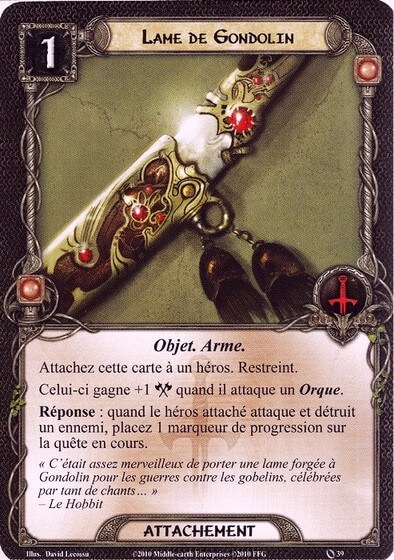 LAME DE GONDOLIN
1
Objet. Arme.
Attachez cette carte à un héros. Restreint.
Celui-ci gagne +1 quand il attaque un Orque.
Réponse : quand le héros attaché attaque et détruit
un ennemi, placez 1 marqueur de progression sur
la quête en cours.
« C'était assez merveilleux de porter une lame forgée à
Gondolin pour les guerres contre les gobelins, célébrées
par tant de chants… »
– Le Hobbit
ATTACHEMENT
Illus. David Lecossu
©2010 Middle-earth Enterprises ©2010 FFG
39